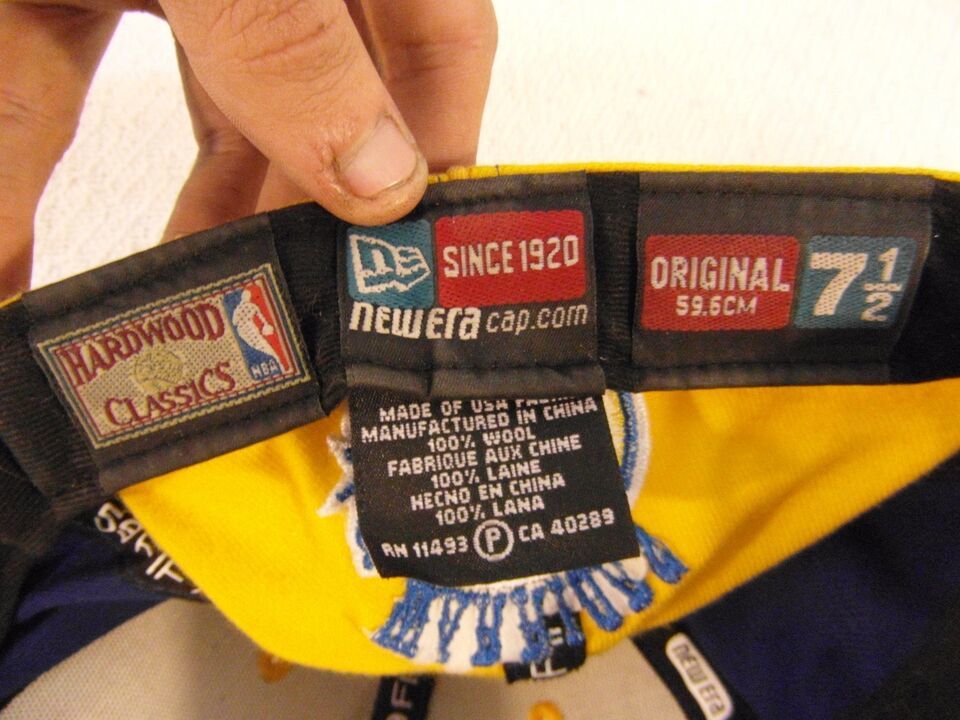 HARDWOOD
CLASSICS
NBA
SINCE 1920
NEW ERA cap.com
ORIGINAL
59.6CM
7 1/2
MADE OF USA
MANUFACTURED IN CHINA
100% WOOL
FABRIQUE AUX CHINE
100% LAINE
HECNO EN CHINA
100% LANA
RN 11493 P CA 40289
NEW ERA